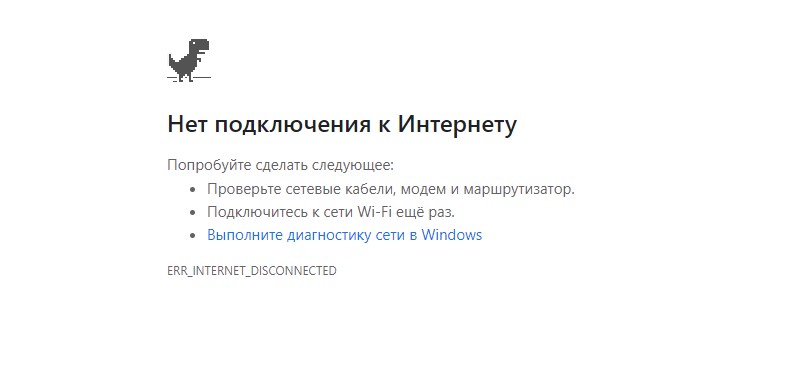 Нет подключения к Интернету
Попробуйте сделать следующее:
• Проверьте сетевые кабели, модем и маршрутизатор.
• Подключитесь к сети Wi-Fi ещё раз.
• Выполните диагностику сети в Windows
ERR_INTERNET_DISCONNECTED